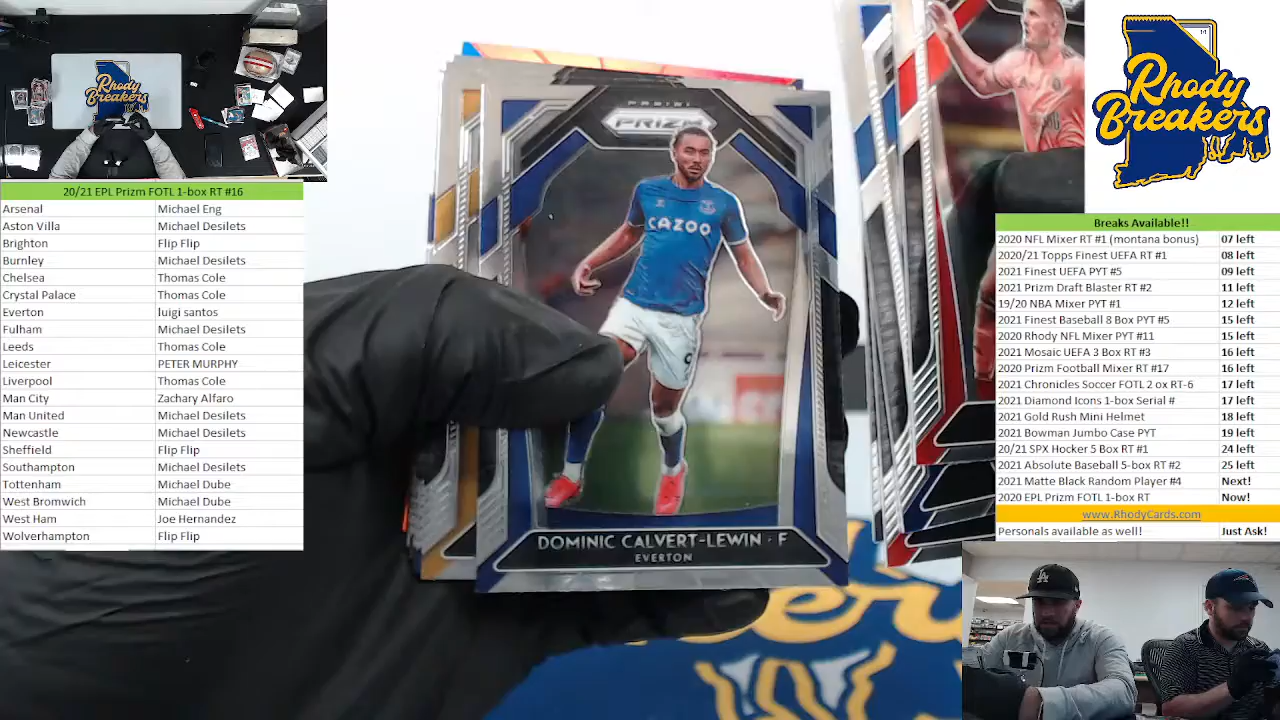 20/21 EPL Prizm FOTL 1-box RT #16
Arsenal Michael Eng
Aston Villa Michael Desilets
Brighton Flip Flip
Burnley Michael Desilets
Chelsea Thomas Cole
Crystal Palace Thomas Cole
Everton luigi santos
Fulham Michael Desilets
Leeds Thomas Cole
Leicester PETER MURPHY
Liverpool Thomas Cole
Man City Zachary Alfaro
Man United Michael Desilets
Newcastle Michael Desilets
Sheffield Flip Flip
Southampton Michael Desilets
Tottenham Michael Dube
West Bromwich Michael Dube
West Ham Joe Hernandez
Wolverhampton Flip Flip
PANINI
PRIZM
CAZOO
9
DOMINIC CALVERT-LEWIN · F
EVERTON
Rhody
Breakers
Rhody
Breakers
Breaks Available!!
2020 NFL Mixer RT #1 (montana bonus) 07 left
2020/21 Topps Finest UEFA RT #1 08 left
2021 Finest UEFA PYT #5 09 left
2021 Prizm Draft Blaster RT #2 11 left
19/20 NBA Mixer PYT #1 12 left
2021 Finest Baseball 8 Box PYT #5 15 left
2020 Rhody NFL Mixer PYT #11 15 left
2021 Mosaic UEFA 3 Box RT #3 16 left
2020 Prizm Football Mixer RT #17 16 left
2021 Chronicles Soccer FOTL 2 ox RT-6 17 left
2021 Diamond Icons 1-box Serial # 17 left
2021 Gold Rush Mini Helmet 18 left
2021 Bowman Jumbo Case PYT 19 left
20/21 SPX Hocker 5 Box RT #1 24 left
2021 Absolute Baseball 5-box RT #2 25 left
2021 Matte Black Random Player #4 Next!
2020 EPL Prizm FOTL 1-box RT Now!
www.RhodyCards.com
Personals available as well! Just Ask!
LA